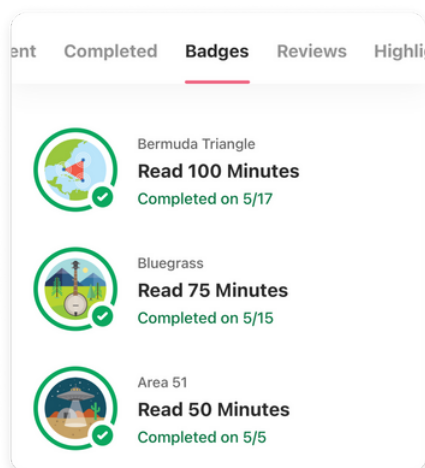 ent Completed Badges Reviews Highli
Bermuda Triangle
Read 100 Minutes
Completed on 5/17
Bluegrass
Read 75 Minutes
Completed on 5/15
Area 51
Read 50 Minutes
Completed on 5/5